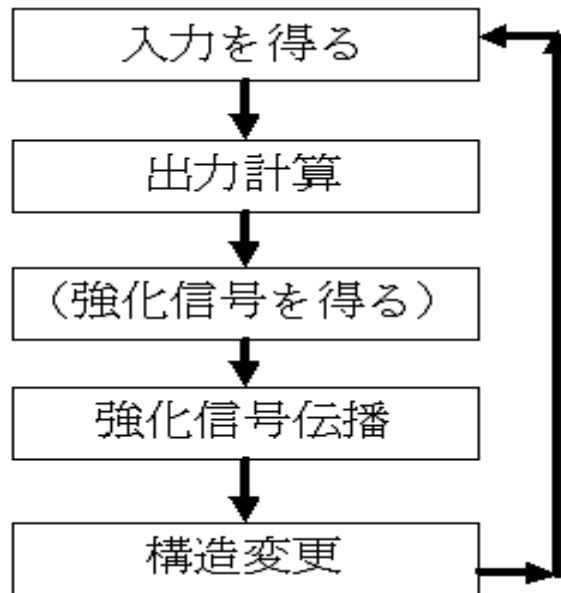 入力を得る
出力計算
(強化信号を得る)
強化信号伝播
構造変更